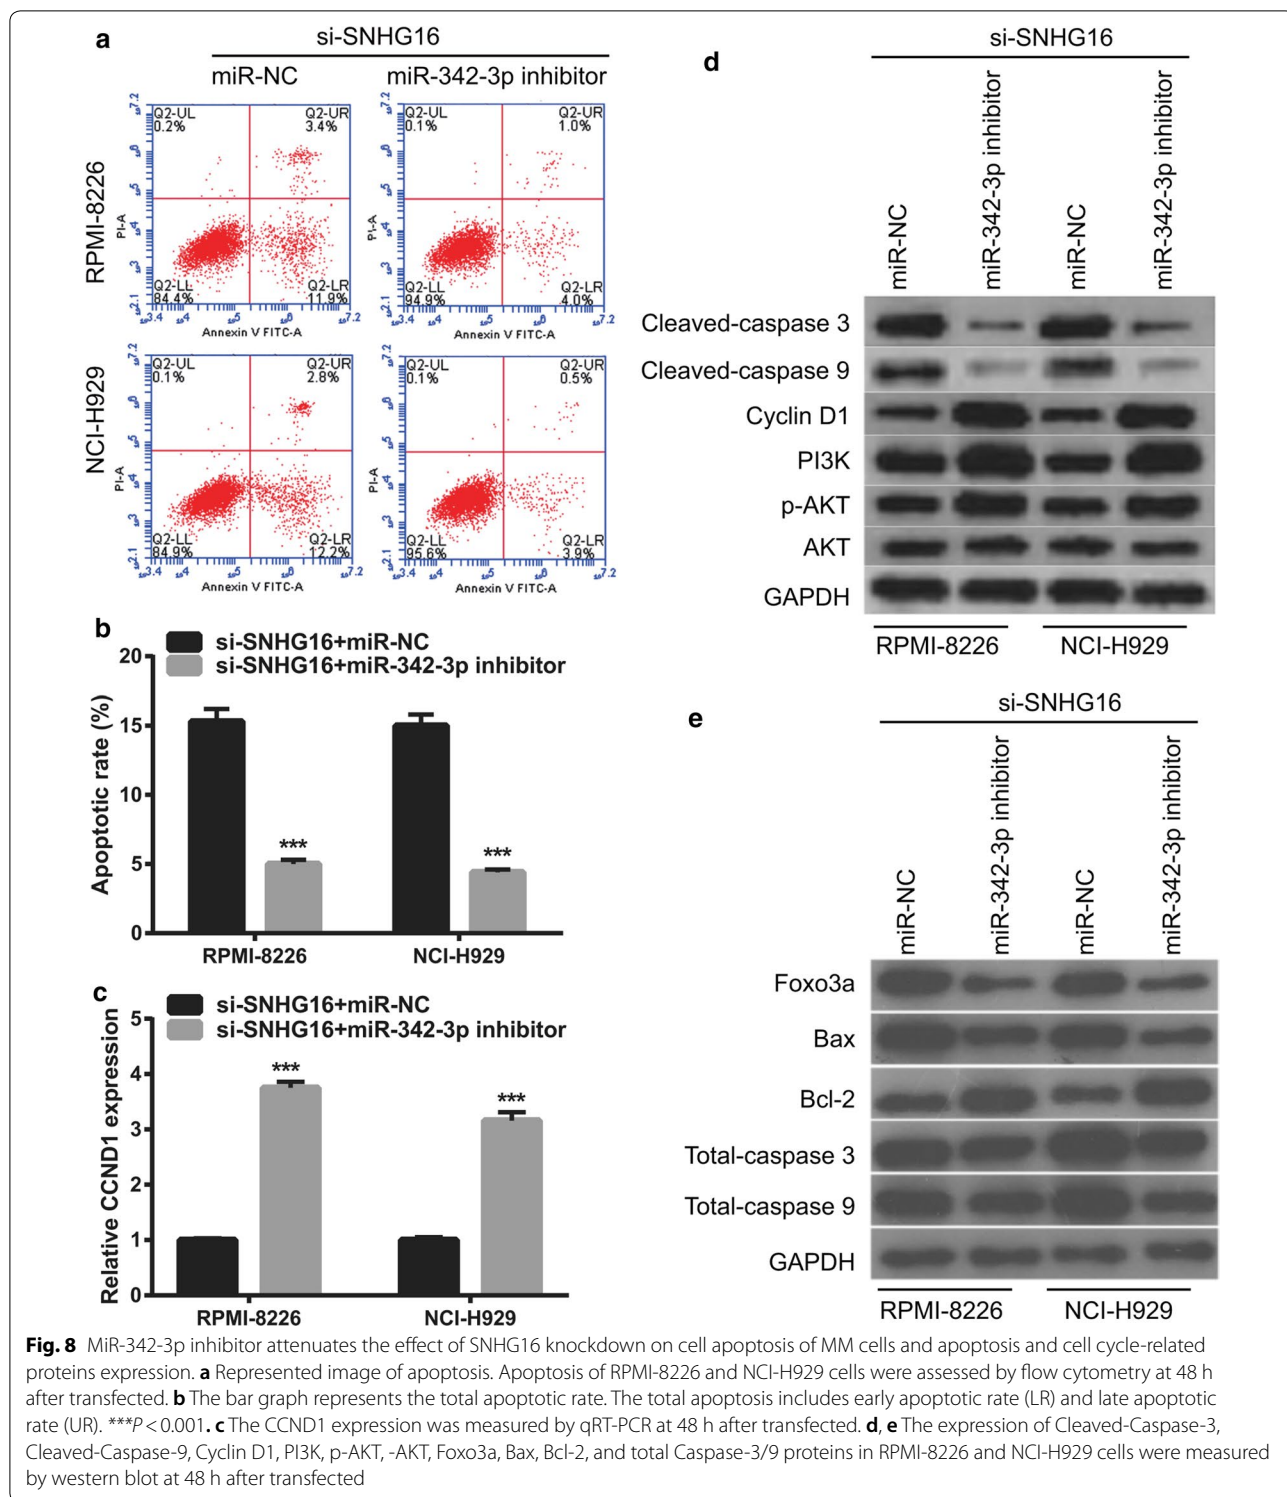 a
si-SNHG16
miR-NC
miR-342-3p inhibitor
RPMI-8226
Q2-UL
0.2%
Q2-UR
3.4%
Q2-LL
84.4%
Q2-LR
11.9%
PI-A
Annexin V FITC-A
Q2-UL
0.1%
Q2-UR
1.0%
Q2-LL
94.9%
Q2-LR
4.0%
PI-A
Annexin V FITC-A
NCI-H929
Q2-UL
0.1%
Q2-UR
2.8%
Q2-LL
84.9%
Q2-LR
12.2%
PI-A
Annexin V FITC-A
Q2-UL
0.1%
Q2-UR
0.5%
Q2-LL
95.6%
Q2-LR
3.9%
PI-A
Annexin V FITC-A
b
si-SNHG16+miR-NC
si-SNHG16+miR-342-3p inhibitor
Apoptotic rate (%)
20
15
10
5
0
***
***
RPMI-8226
NCI-H929
c
si-SNHG16+miR-NC
si-SNHG16+miR-342-3p inhibitor
Relative CCND1 expression
5
4
3
2
1
0
***
***
RPMI-8226
NCI-H929
d
si-SNHG16
miR-NC
miR-342-3p inhibitor
miR-NC
miR-342-3p inhibitor
Cleaved-caspase 3
Cleaved-caspase 9
Cyclin D1
PI3K
p-AKT
AKT
GAPDH
RPMI-8226
NCI-H929
e
si-SNHG16
miR-NC
miR-342-3p inhibitor
miR-NC
miR-342-3p inhibitor
Foxo3a
Bax
Bcl-2
Total-caspase 3
Total-caspase 9
GAPDH
RPMI-8226
NCI-H929
Fig. 8 MiR-342-3p inhibitor attenuates the effect of SNHG16 knockdown on cell apoptosis of MM cells and apoptosis and cell cycle-related
proteins expression. a Represented image of apoptosis. Apoptosis of RPMI-8226 and NCI-H929 cells were assessed by flow cytometry at 48 h
after transfected. b The bar graph represents the total apoptotic rate. The total apoptosis includes early apoptotic rate (LR) and late apoptotic
rate (UR). ***P < 0.001. c The CCND1 expression was measured by qRT-PCR at 48 h after transfected. d, e The expression of Cleaved-Caspase-3,
Cleaved-Caspase-9, Cyclin D1, PI3K, p-AKT, -AKT, Foxo3a, Bax, Bcl-2, and total Caspase-3/9 proteins in RPMI-8226 and NCI-H929 cells were measured
by western blot at 48 h after transfected